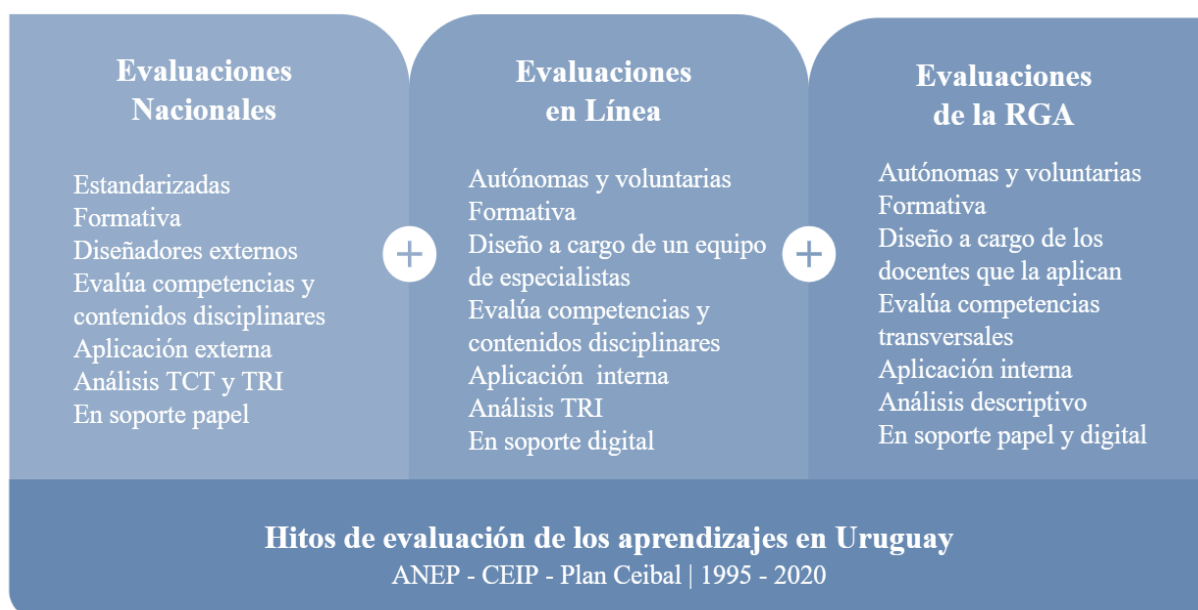 Evaluaciones
Nacionales
Estandarizadas
Formativa
Diseñadores externos
Evalúa competencias y
contenidos disciplinares
Aplicación externa
Análisis TCT y TRI
En soporte papel
+
Evaluaciones
en Línea
Autónomas y voluntarias
Formativa
Diseño a cargo de un equipo
de especialistas
Evalúa competencias y
contenidos disciplinares
Aplicación interna
Análisis TRI
En soporte digital
+
Evaluaciones
de la RGA
Autónomas y voluntarias
Formativa
Diseño a cargo de los
docentes que la aplican
Evalúa competencias
transversales
Aplicación interna
Análisis descriptivo
En soporte papel y digital
Hitos de evaluación de los aprendizajes en Uruguay
ANEP - CEIP - Plan Ceibal | 1995 - 2020